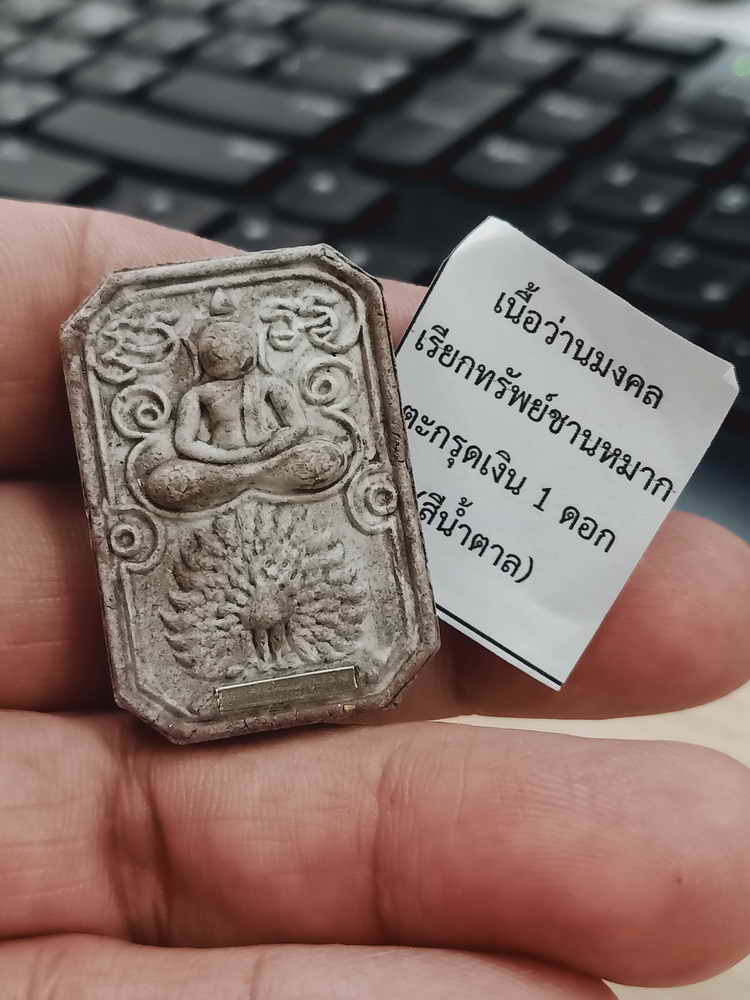 เนื้อว่านมงคล
เรียกทรัพย์ชานหมาก
ตะกรุดเงิน 1 ดอก
(สีน้ำตาล)